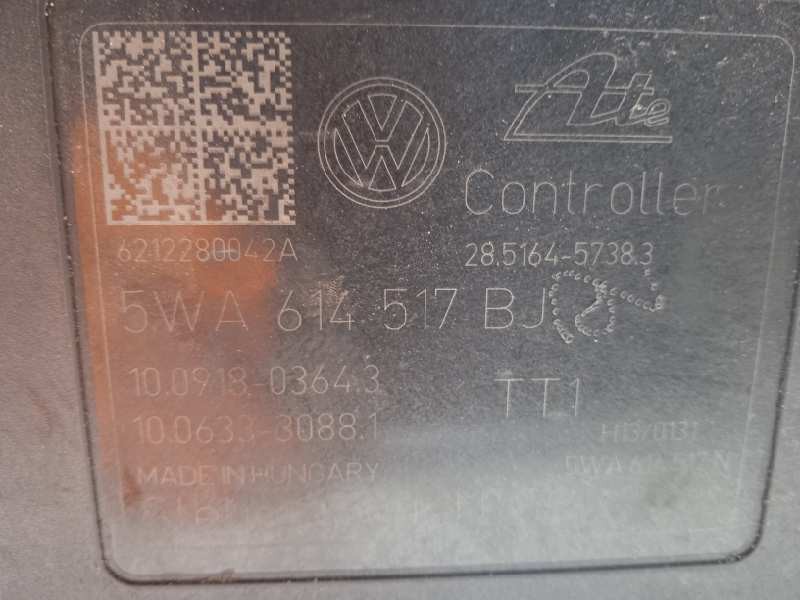 Ate
Controller
6212280042A
28.5164-5738.3
5WA 614 517 BJ
10.0918-0364.3
TT1
10.0633-3088.1
H13/0131
MADE IN HUNGARY